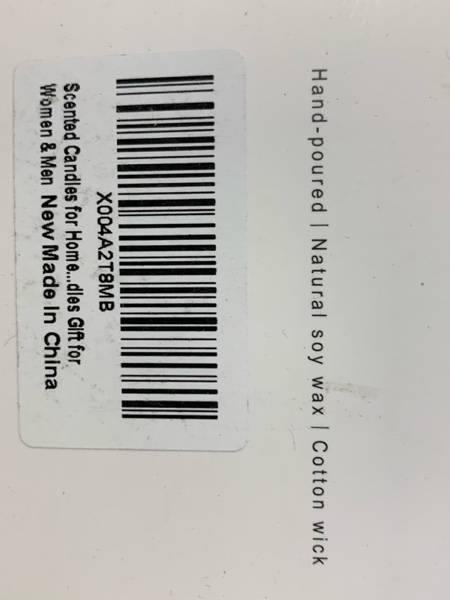 Hand-poured | Natural soy wax | Cotton wick
X004A2T8MB
Scented Candles for Home...dles Gift for
Women & Men New Made In China